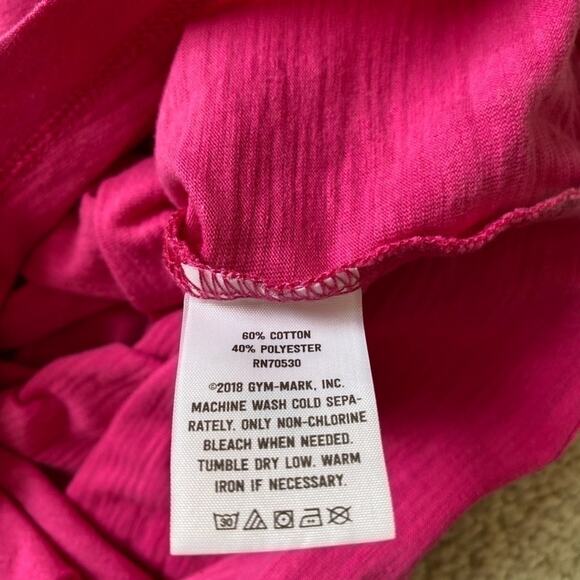 60% COTTON
40% POLYESTER
RN70530
©2018 GYM-MARK, INC.
MACHINE WASH COLD SEPA-
RATELY. ONLY NON-CHLORINE
BLEACH WHEN NEEDED.
TUMBLE DRY LOW. WARM
IRON IF NECESSARY.
30